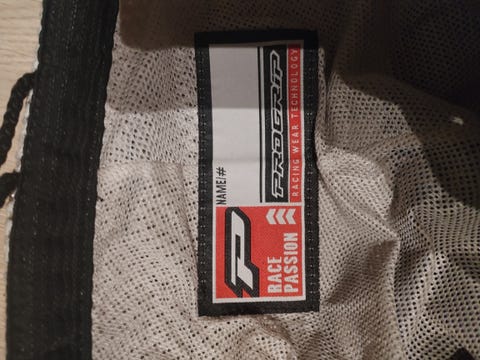 RACE
PASSION
NAME/#
PROGRIP
RACING WEAR TECHNOLOGY